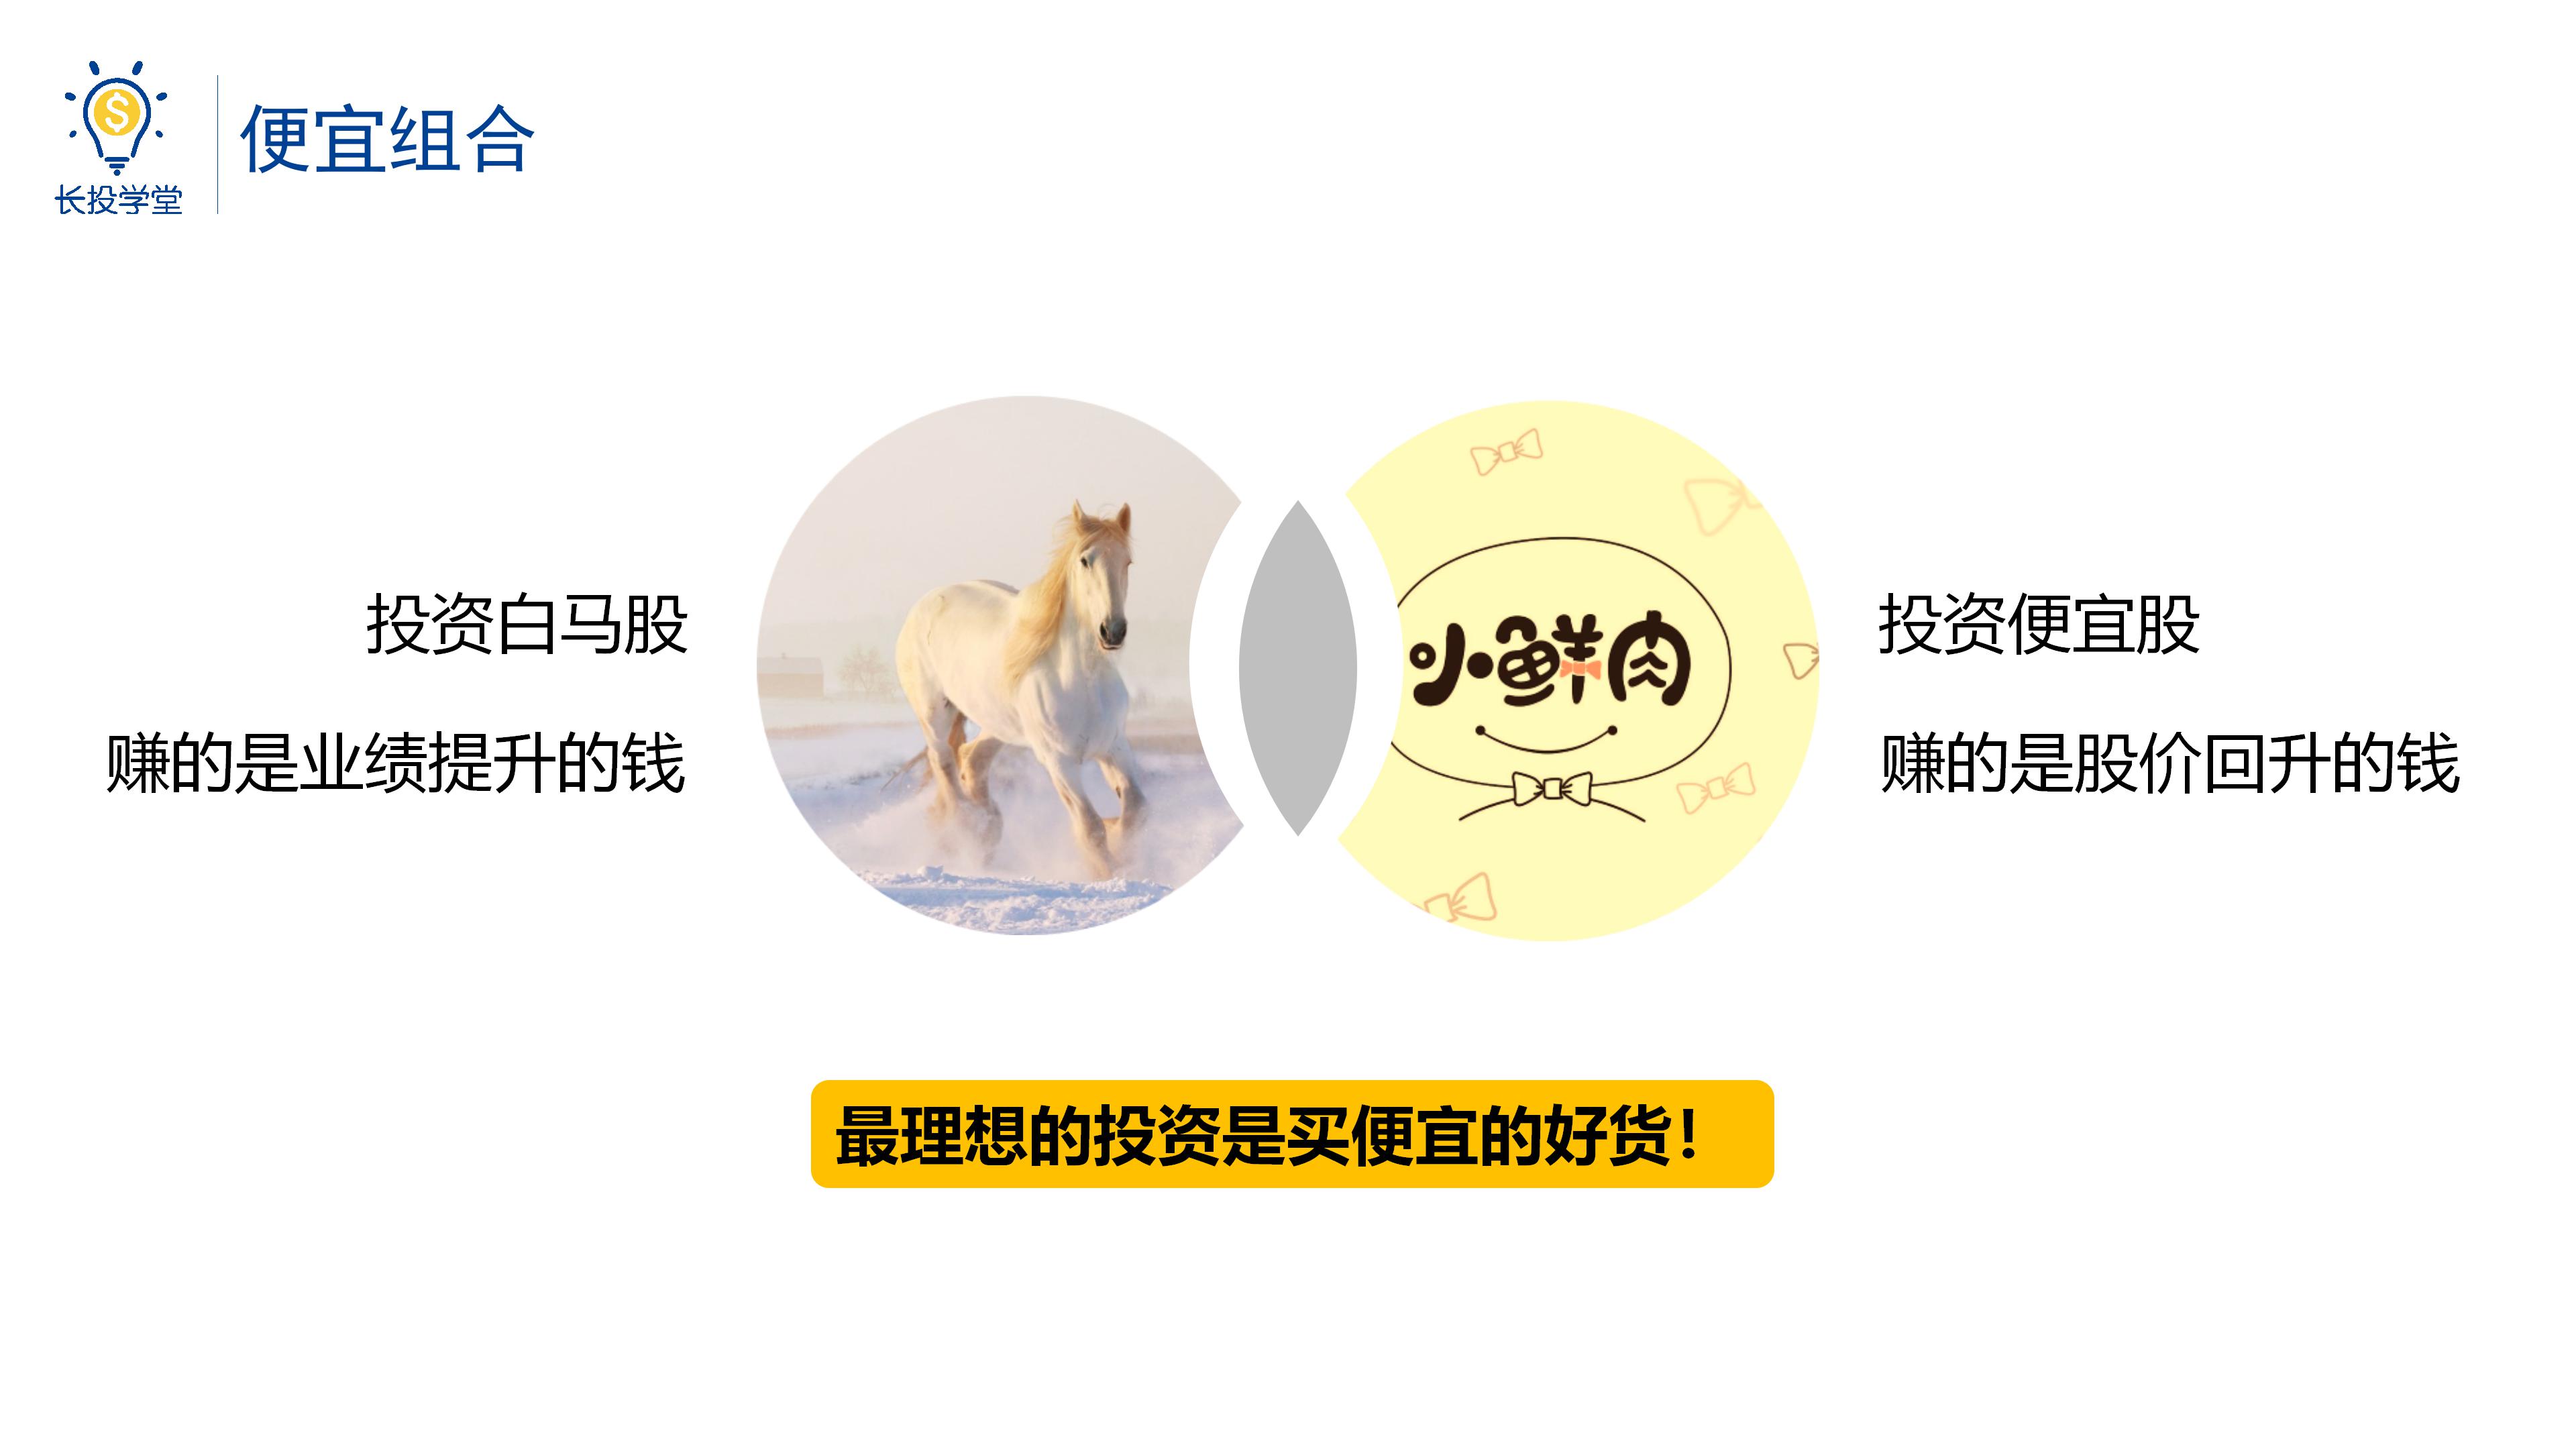 长投学堂
便宜组合
投资白马股
赚的是业绩提升的钱
小鲜肉
投资便宜股
赚的是股价回升的钱
最理想的投资是买便宜的好货！